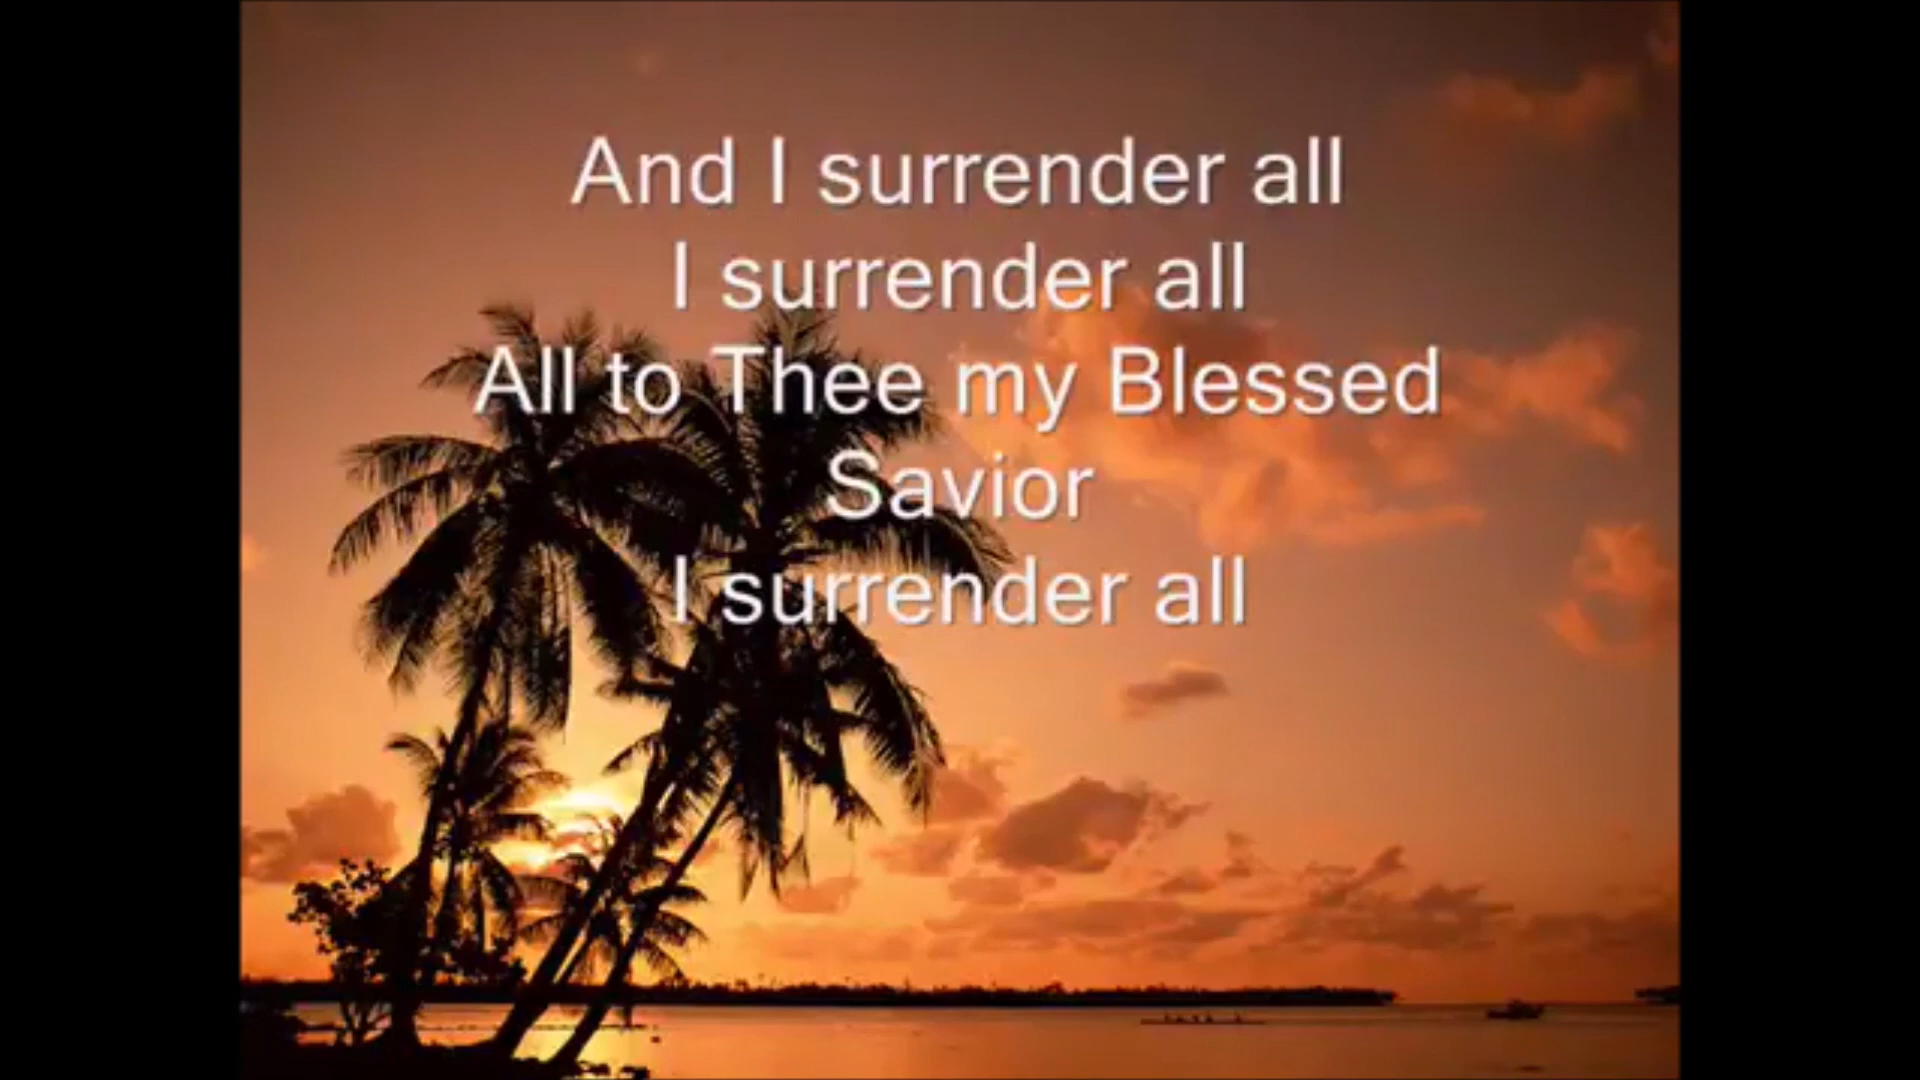 And I surrender all
I surrender all
All to Thee my Blessed
Savior
I surrender all